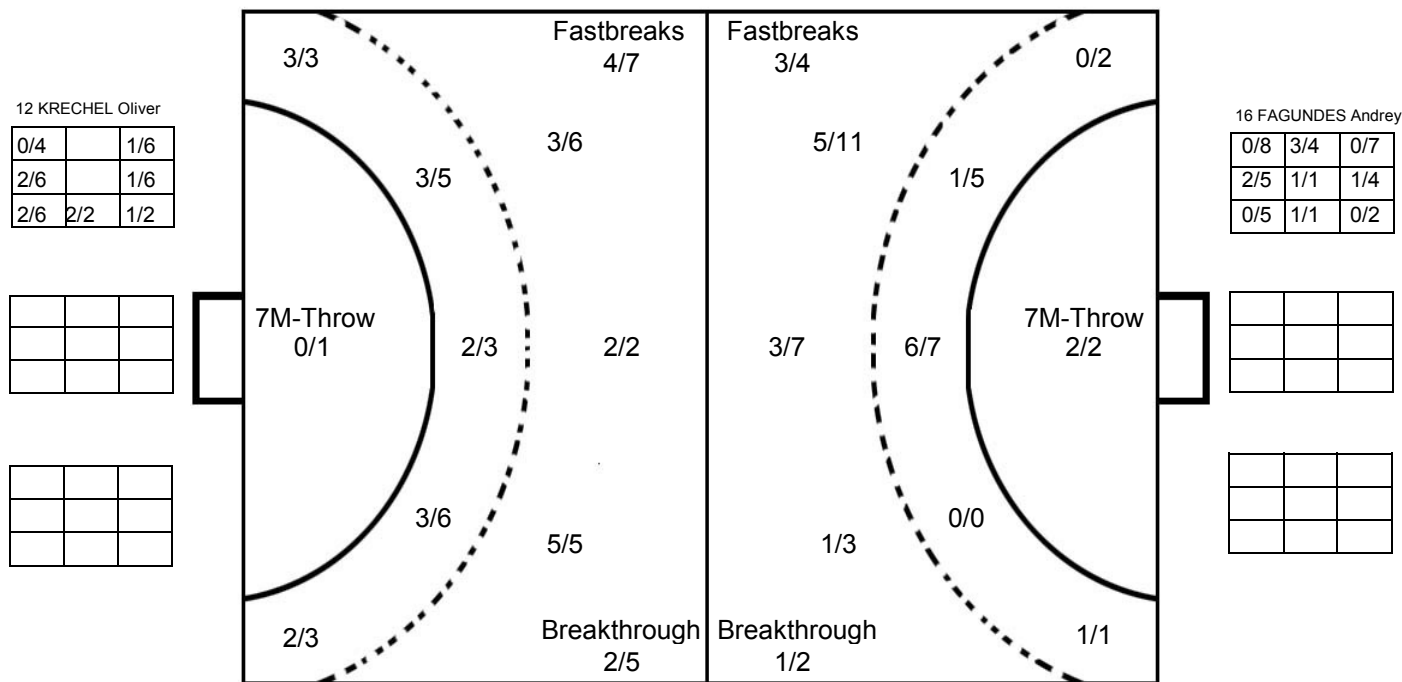 Fastbreaks
4/7
Fastbreaks
3/4
3/3
0/2
12 KRECHEL Oliver
0/4 1/6
2/6 1/6
2/6 2/2 1/2
16 FAGUNDES Andrey
0/8 3/4 0/7
2/5 1/1 1/4
0/5 1/1 0/2
3/6
5/11
3/5
1/5
7M-Throw
0/1
2/3
2/2
3/7
6/7
7M-Throw
2/2
3/6
0/0
5/5
1/3
2/3
1/1
Breakthrough
2/5
Breakthrough
1/2